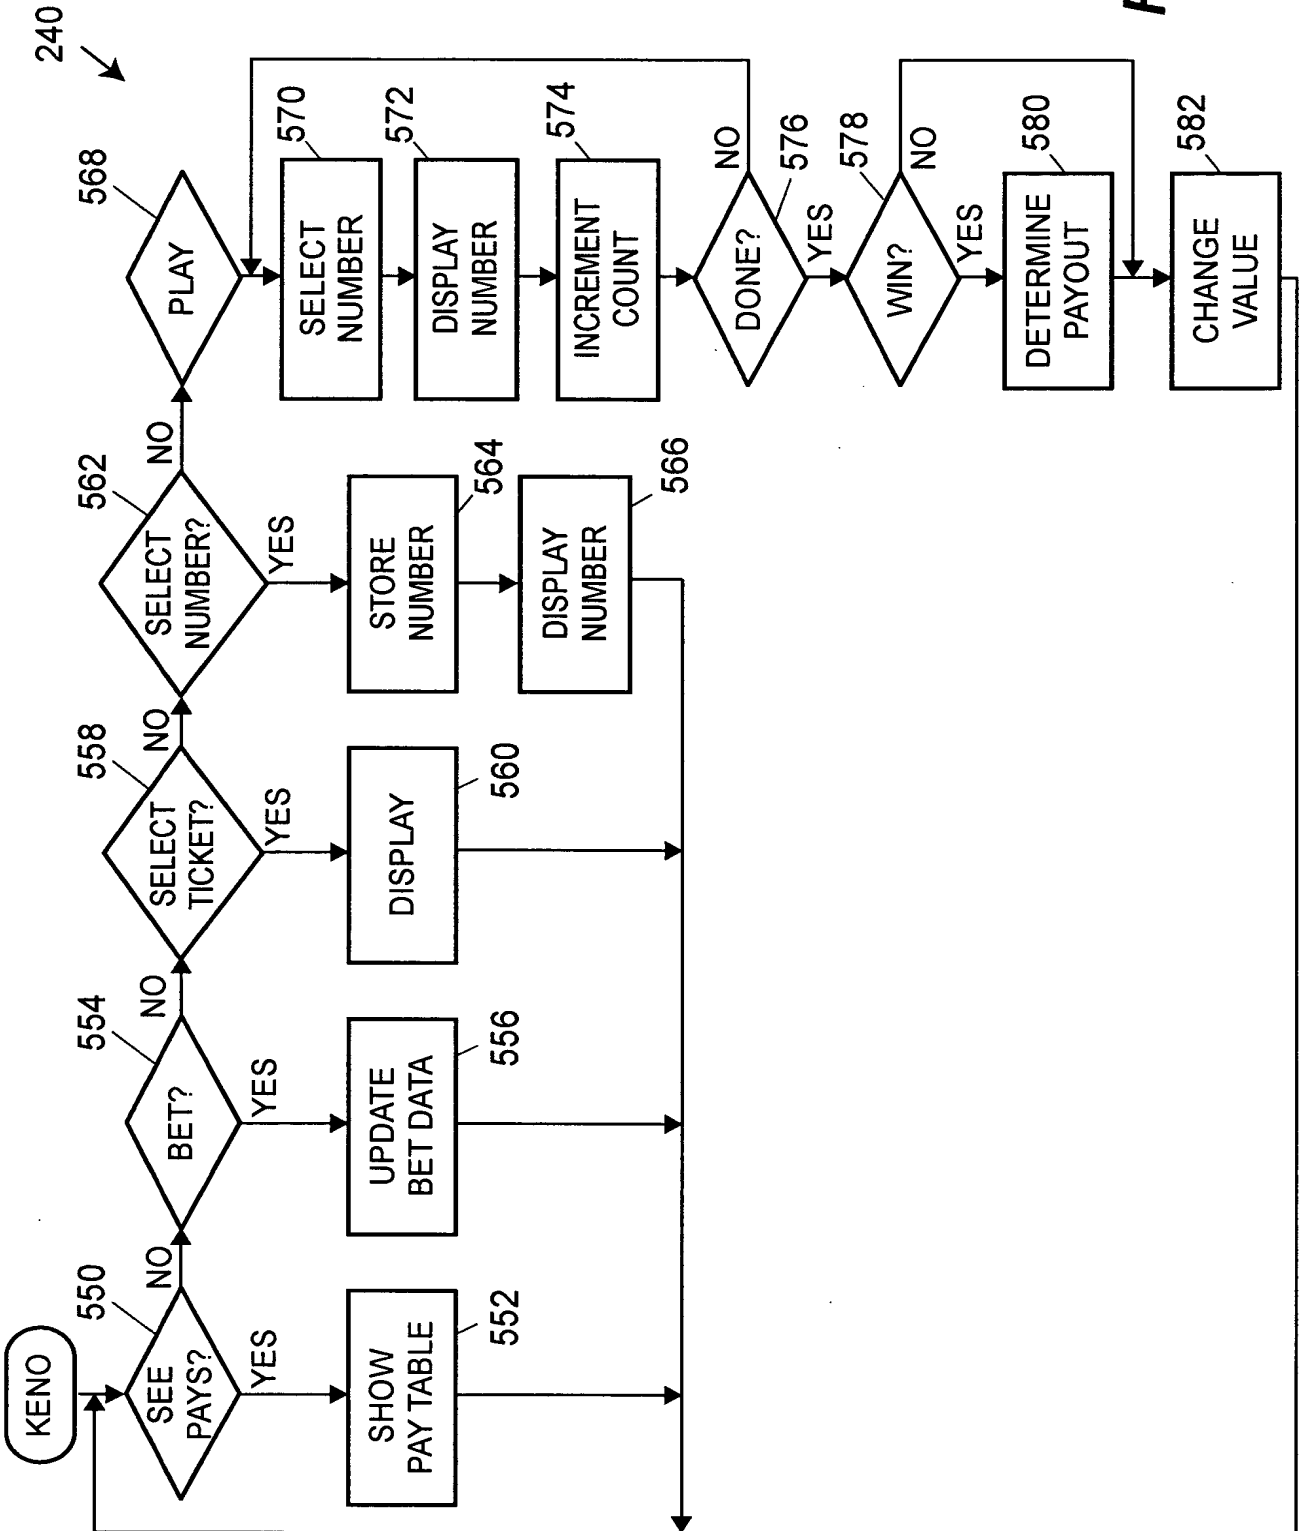 240
KENO
550
SEE
PAYS?
NO
YES
SHOW
PAY TABLE
552
554
BET?
NO
YES
UPDATE
BET DATA
556
558
SELECT
TICKET?
NO
YES
DISPLAY
560
562
SELECT
NUMBER?
NO
YES
STORE
NUMBER
564
DISPLAY
NUMBER
566
568
PLAY
SELECT
NUMBER
570
DISPLAY
NUMBER
572
INCREMENT
COUNT
574
DONE?
NO
576
YES
WIN?
578
NO
YES
DETERMINE
PAYOUT
580
CHANGE
VALUE
582